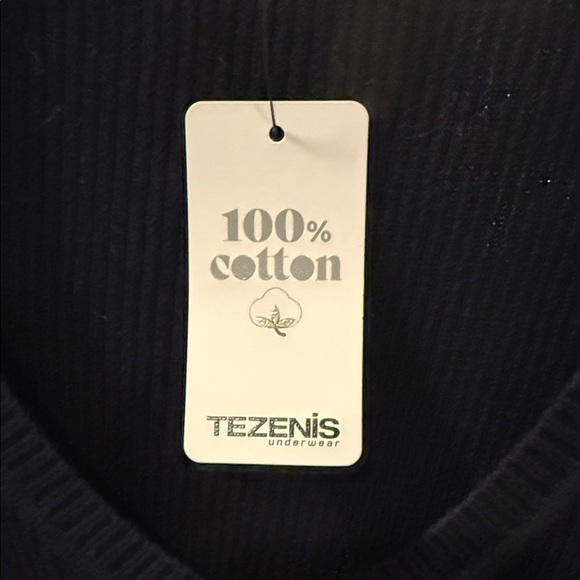 100%
cotton
TEZENIS
underwear